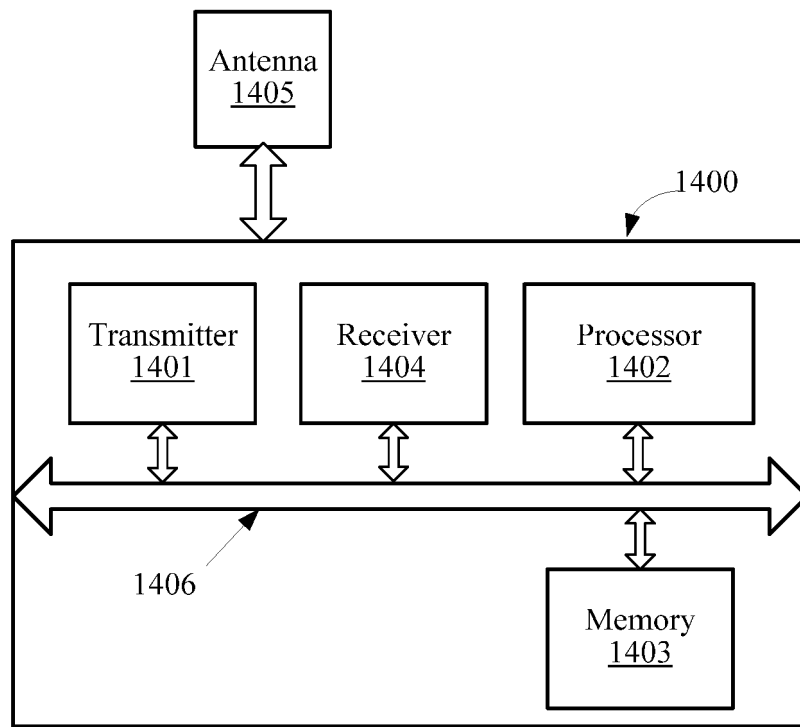 Antenna
1405
1400
Transmitter
1401
Receiver
1404
Processor
1402
1406
Memory
1403